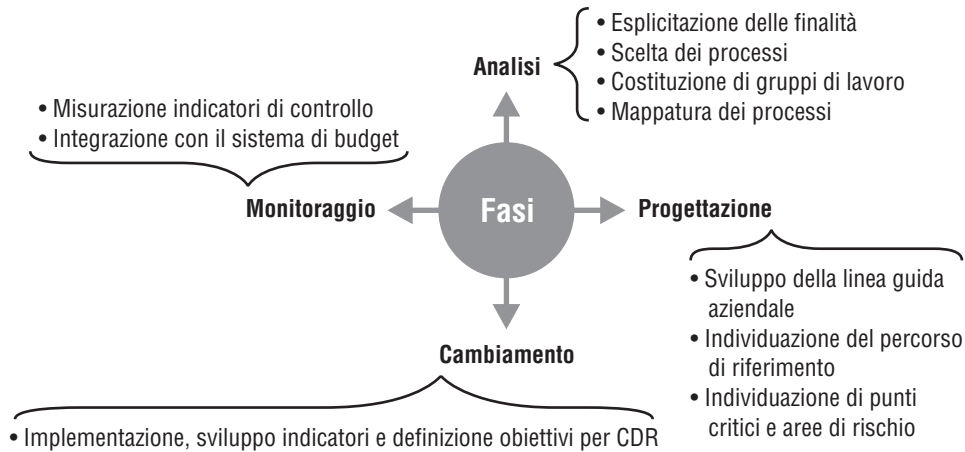 Analisi
• Esplicitazione delle finalità
• Scelta dei processi
• Costituzione di gruppi di lavoro
• Mappatura dei processi
• Misurazione indicatori di controllo
• Integrazione con il sistema di budget
Monitoraggio
Fasi
Progettazione
• Sviluppo della linea guida
aziendale
• Individuazione del percorso
di riferimento
• Individuazione di punti
critici e aree di rischio
Cambiamento
• Implementazione, sviluppo indicatori e definizione obiettivi per CDR